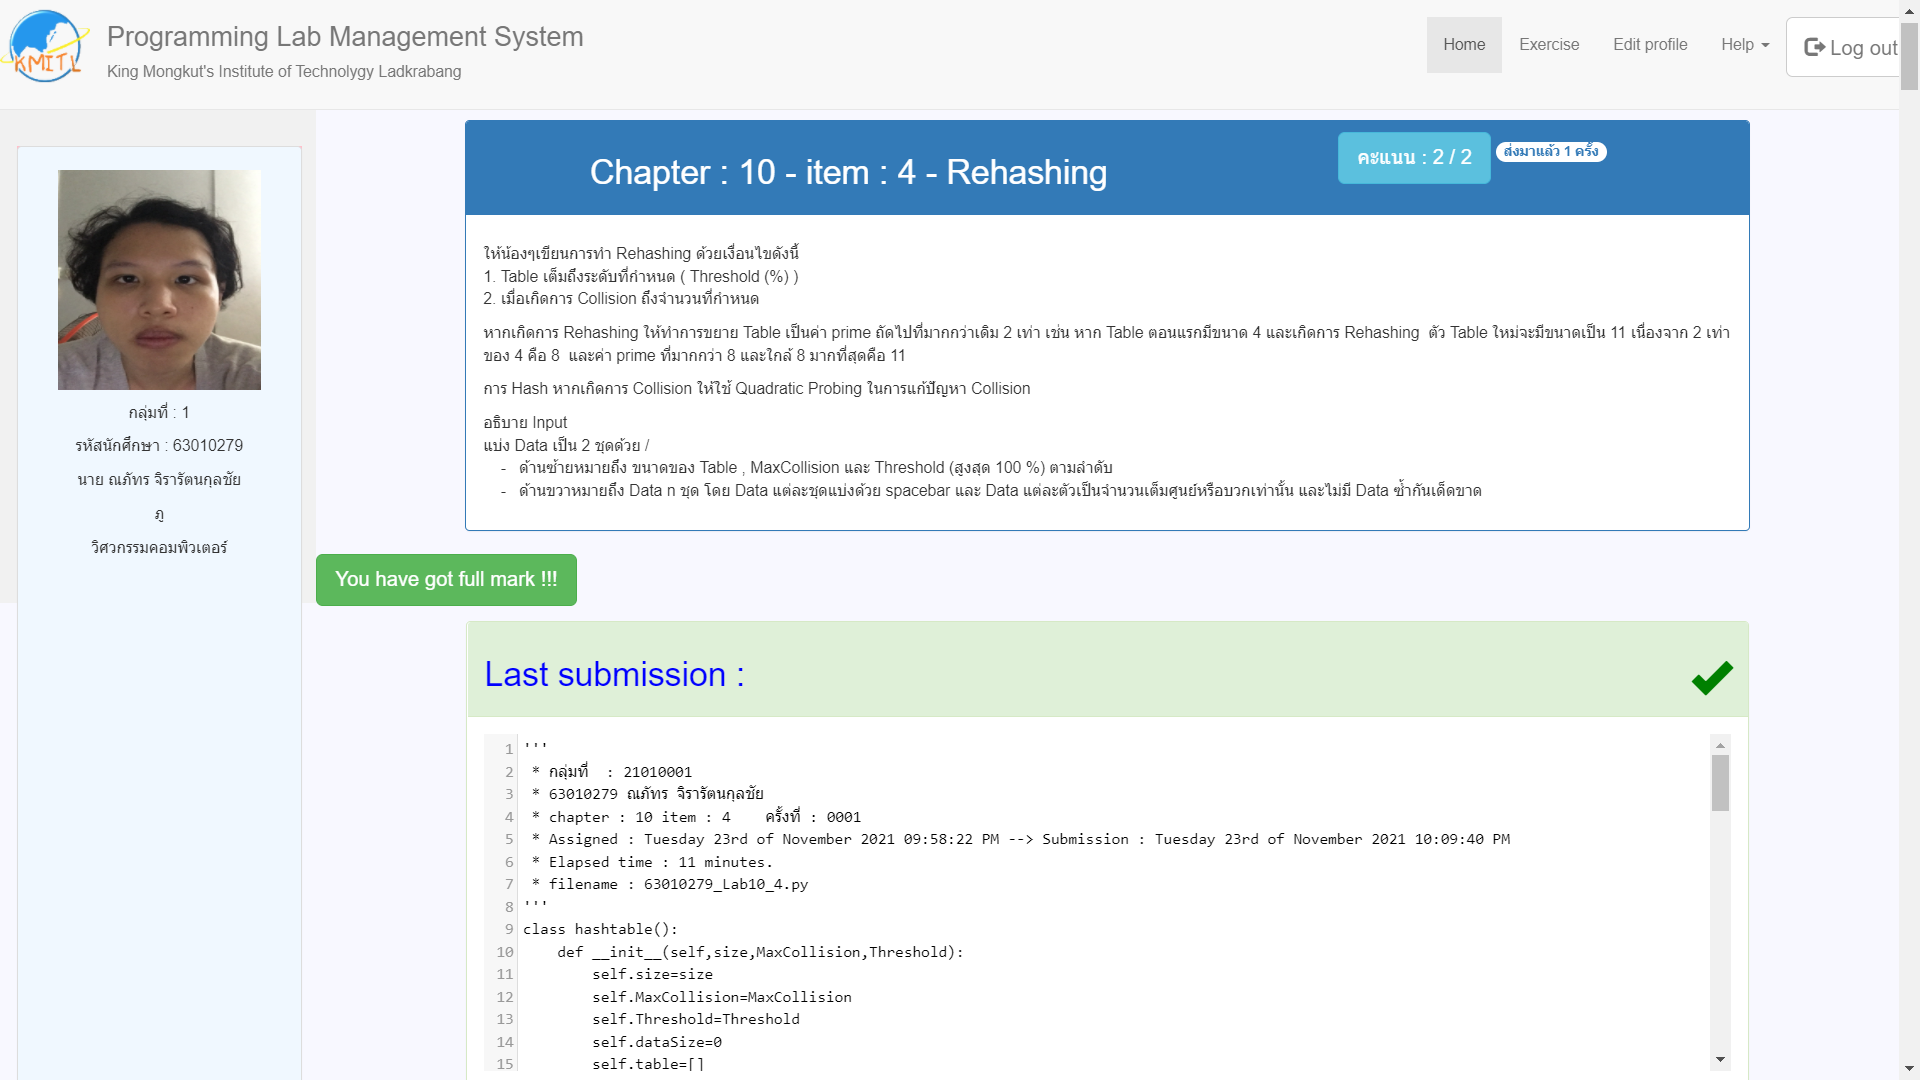 KMITL
Programming Lab Management System
King Mongkut's Institute of Technolygy Ladkrabang
Home
Exercise
Edit profile
Help
Log out
กลุ่มที่ : 1
รหัสนักศึกษา : 63010279
นาย ณภัทร จิรารัตนกุลชัย
ภู
วิศวกรรมคอมพิวเตอร์
Chapter : 10 - item : 4 - Rehashing
คะแนน : 2 / 2
ส่งมาแล้ว 1 ครั้ง
ให้น้องๆเขียนการทำ Rehashing ด้วยเงื่อนไขดังนี้
1. Table เต็มถึงระดับที่กำหนด ( Threshold (%) )
2. เมื่อเกิดการ Collision ถึงจำนวนที่กำหนด
หากเกิดการ Rehashing ให้ทำการขยาย Table เป็นค่า prime ถัดไปที่มากกว่าเดิม 2 เท่า เช่น หาก Table ตอนแรกมีขนาด 4 และเกิดการ Rehashing  ตัว Table ใหม่จะมีขนาดเป็น 11 เนื่องจาก 2 เท่า
ของ 4 คือ 8  และค่า prime ที่มากกว่า 8 และใกล้ 8 มากที่สุดคือ 11
การ Hash หากเกิดการ Collision ให้ใช้ Quadratic Probing ในการแก้ปัญหา Collision
อธิบาย Input
แบ่ง Data เป็น 2 ชุดด้วย /
- ด้านซ้ายหมายถึง ขนาดของ Table , MaxCollision และ Threshold (สูงสุด 100 %) ตามลำดับ
- ด้านขวาหมายถึง Data n ชุด โดย Data แต่ละชุดแบ่งด้วย spacebar และ Data แต่ละตัวเป็นจำนวนเต็มศูนย์หรือบวกเท่านั้น และไม่มี Data ซ้ำกันเด็ดขาด
You have got full mark !!!
Last submission :
1 '''
2  * กลุ่มที่  : 21010001
3  * 63010279 ณภัทร จิรารัตนกุลชัย
4  * chapter : 10 item : 4    ครั้งที่ : 0001
5  * Assigned : Tuesday 23rd of November 2021 09:58:22 PM --> Submission : Tuesday 23rd of November 2021 10:09:40 PM
6  * Elapsed time : 11 minutes.
7  * filename : 63010279_Lab10_4.py
8 '''
9 class hashtable():
10     def __init__(self,size,MaxCollision,Threshold):
11         self.size=size
12         self.MaxCollision=MaxCollision
13         self.Threshold=Threshold
14         self.dataSize=0
15         self.table=[]